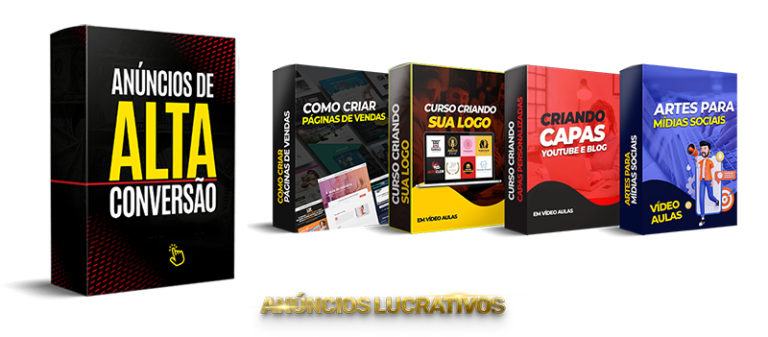 ANÚNCIOS DE
ALTA
CONVERSÃO
COMO CRIAR
PÁGINAS DE VENDAS
COMO CRIAR
PÁGINAS DE VENDAS
CURSO CRIANDO
SUA LOGO
CURSO CRIANDO
SUA LOGO
EM VÍDEO AULAS
CURSO CRIANDO
CAPAS PERSONALIZADAS
CRIANDO
CAPAS
YOUTUBE E BLOG
EM VÍDEO AULAS
ARTES PARA
MÍDIAS SOCIAIS
ARTES PARA
MÍDIAS SOCIAIS
VÍDEO
AULAS
ANÚNCIOS LUCRATIVOS